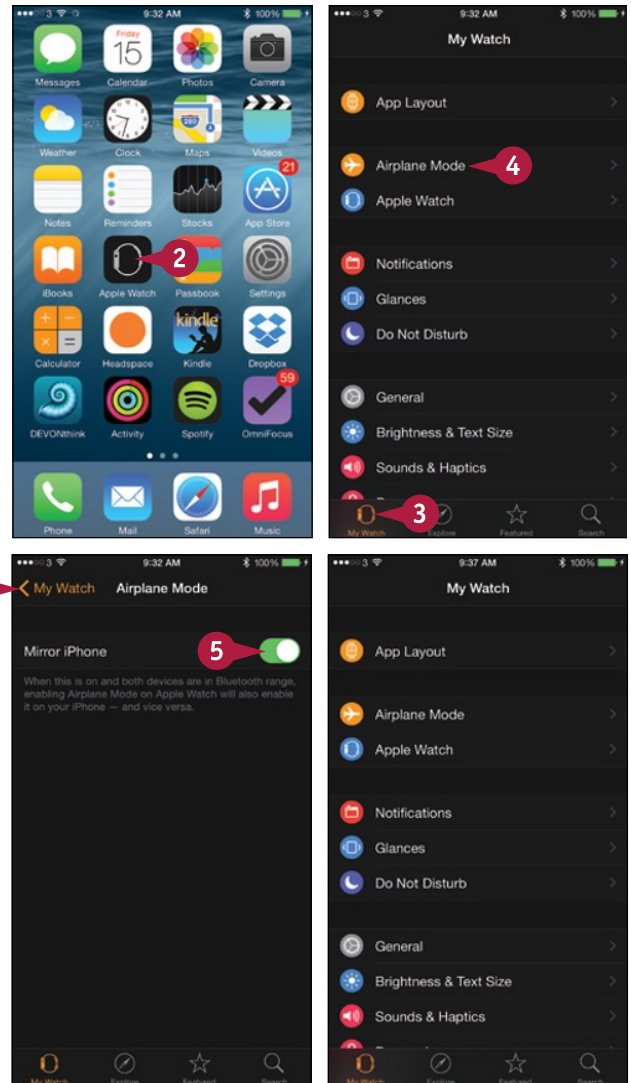 3 9:32 AM 100%
Friday
15
Messages Calendar Photos Camera
280
Weather Clock Maps Videos
21
Notes Reminders Stocks App Store
2
iBooks Apple Watch Passbook Settings
kindle
Calculator Headspace Kindle Dropbox
59
DEVONthink Activity Spotify OmniFocus
Phone Mail Safari Music
3 9:32 AM 100%
My Watch
App Layout
Airplane Mode 4
Apple Watch
Notifications
Glances
Do Not Disturb
General
Brightness & Text Size
Sounds & Haptics
3
My Watch Explore Featured Search
3 9:32 AM 100%
My Watch Airplane Mode
Mirror iPhone 5
When this is on and both devices are in Bluetooth range,
enabling Airplane Mode on Apple Watch will also enable
it on your iPhone — and vice versa.
My Watch Explore Featured Search
3 9:37 AM 100%
My Watch
App Layout
Airplane Mode
Apple Watch
Notifications
Glances
Do Not Disturb
General
Brightness & Text Size
Sounds & Haptics
My Watch Explore Featured Search